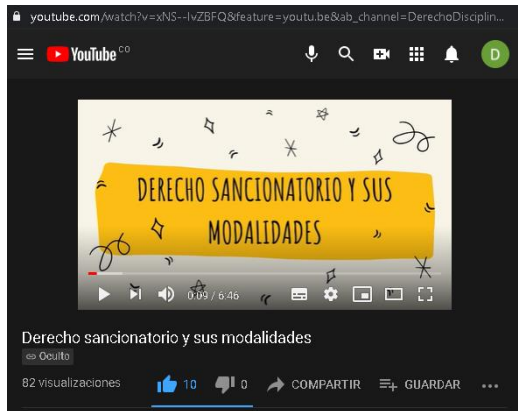 youtube.com/watch?v=xNS--IvZBFQ&feature=youtu.be&ab_channel=DerechoDisciplin...
YouTube CO
D
DERECHO SANCIONATORIO Y SUS
MODALIDADES
0:09 / 6:46
Derecho sancionatorio y sus modalidades
Oculto
82 visualizaciones 10 0 COMPARTIR GUARDAR